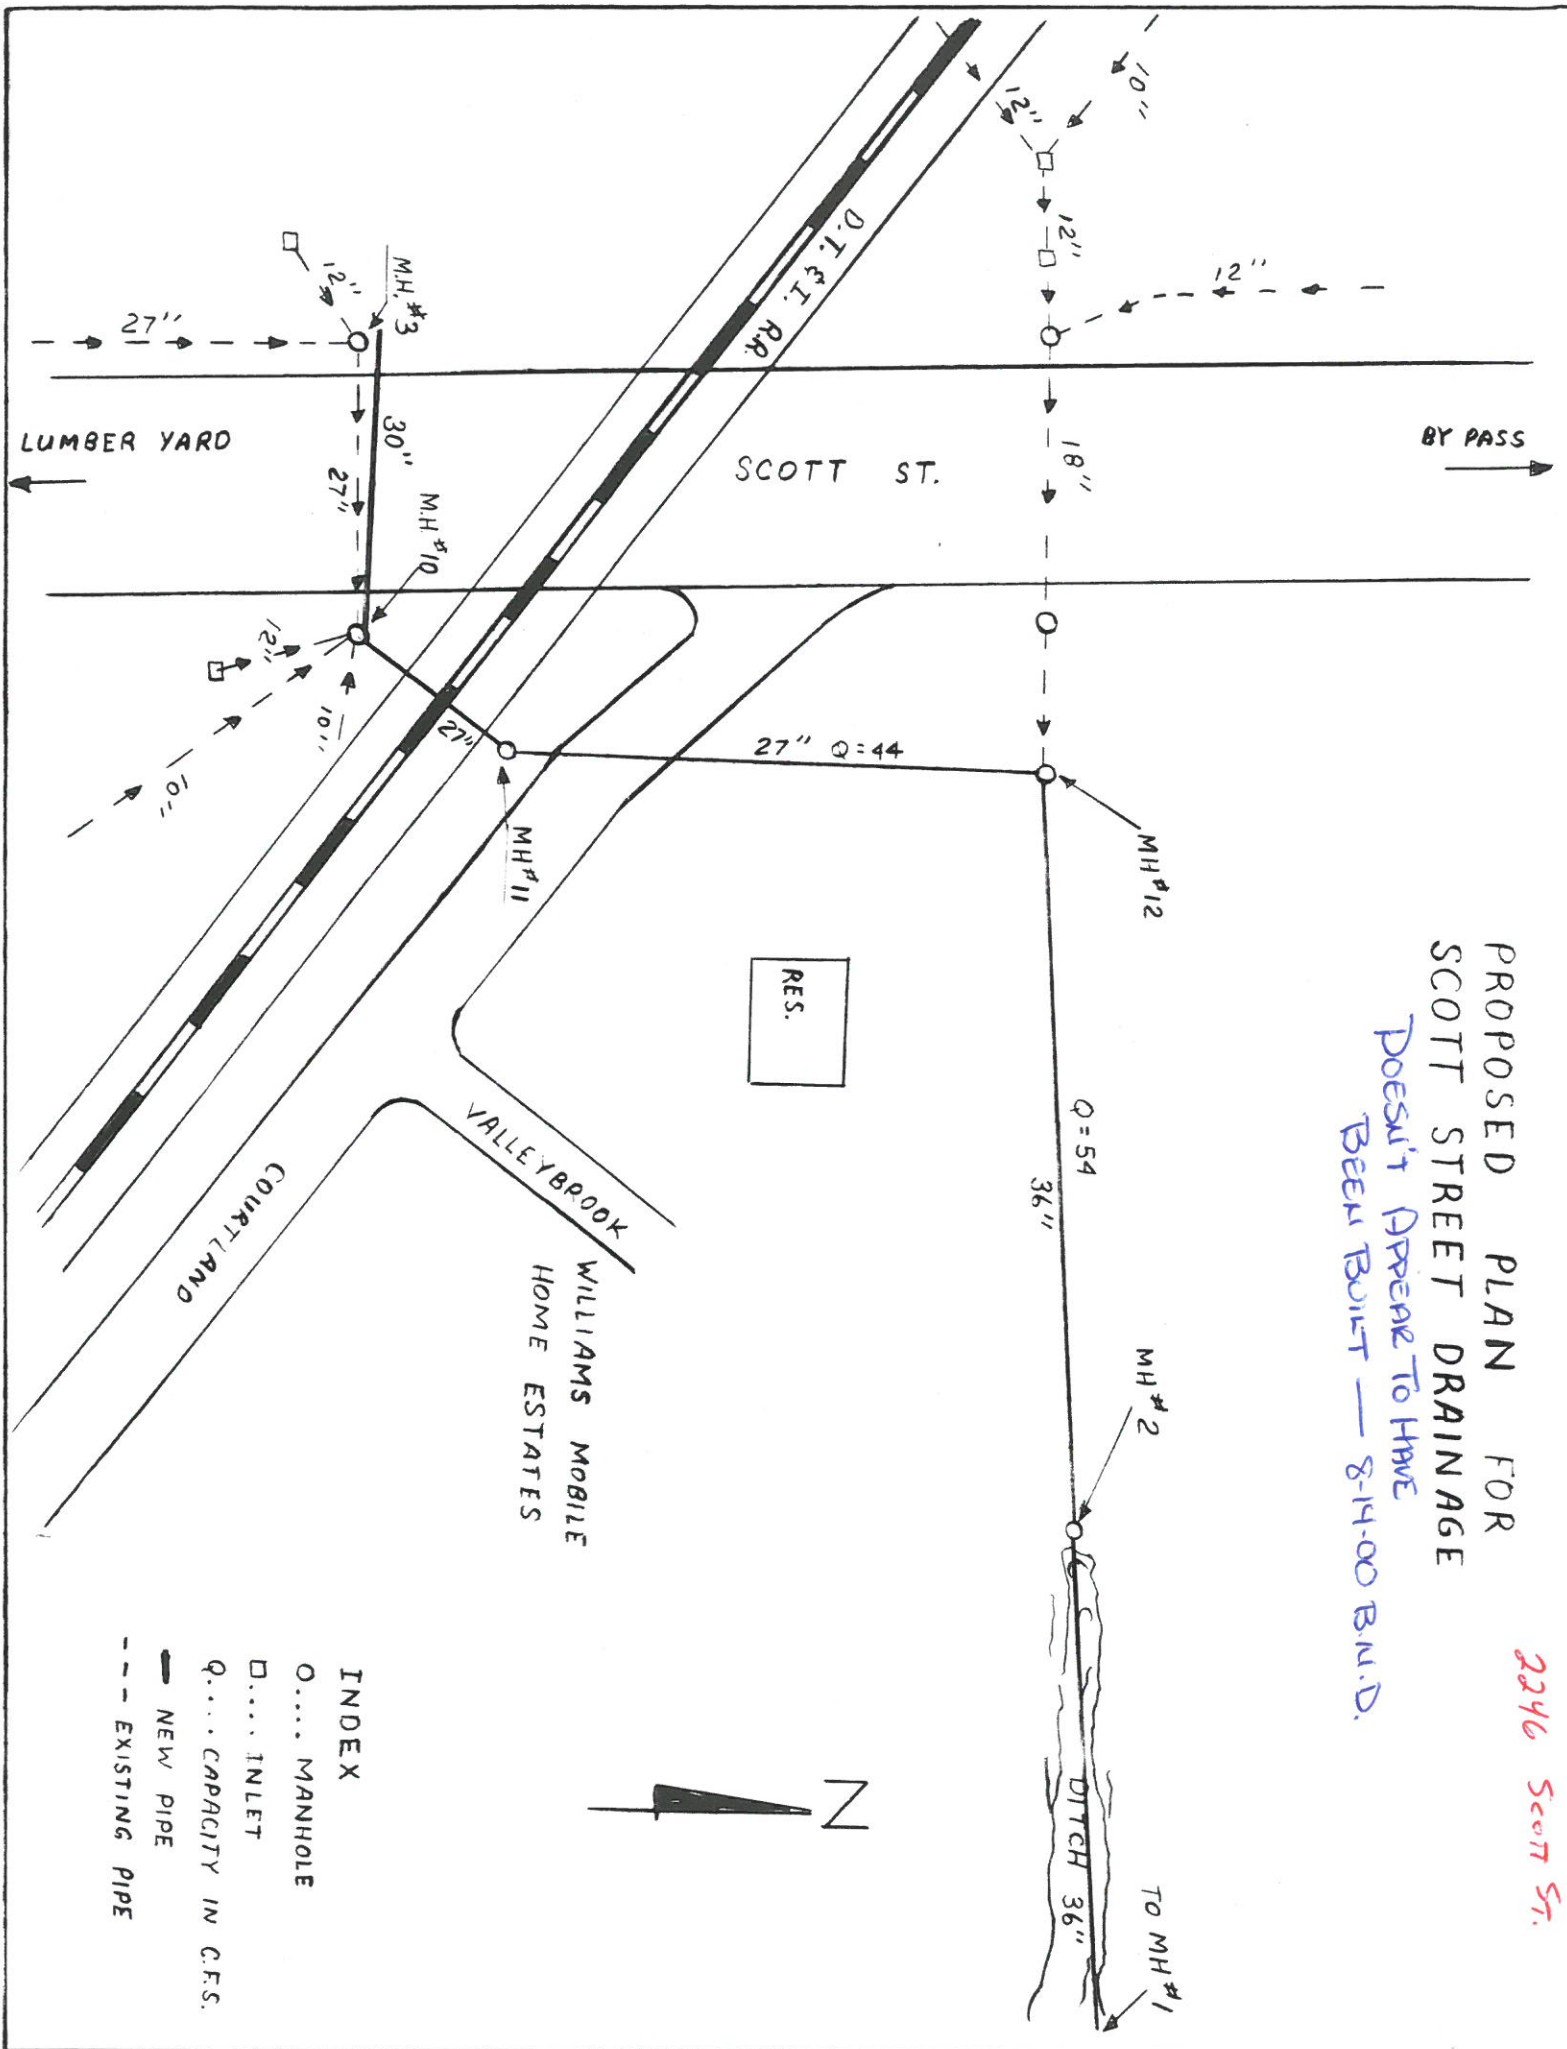 2246 SCOTT ST.
PROPOSED PLAN FOR
SCOTT STREET DRAINAGE
DOESN'T APPEAR TO HAVE
BEEN BUILT — 8-14-00 B.N.D.
10"
12"
12"
12"
BY PASS
18"
SCOTT ST.
D.T. & I. R.R.
M.H. #3
12"
27"
LUMBER YARD
30"
27"
M.H. #10
12"
10"
10"
27"
MH #11
27" Q=44
MH #12
RES.
Q=54
36"
MH #2
DITCH 36"
TO MH #1
VALLEYBROOK
COURTLAND
WILLIAMS MOBILE
HOME ESTATES
N
INDEX
O.... MANHOLE
□.... INLET
Q.... CAPACITY IN C.F.S.
━ NEW PIPE
--- EXISTING PIPE